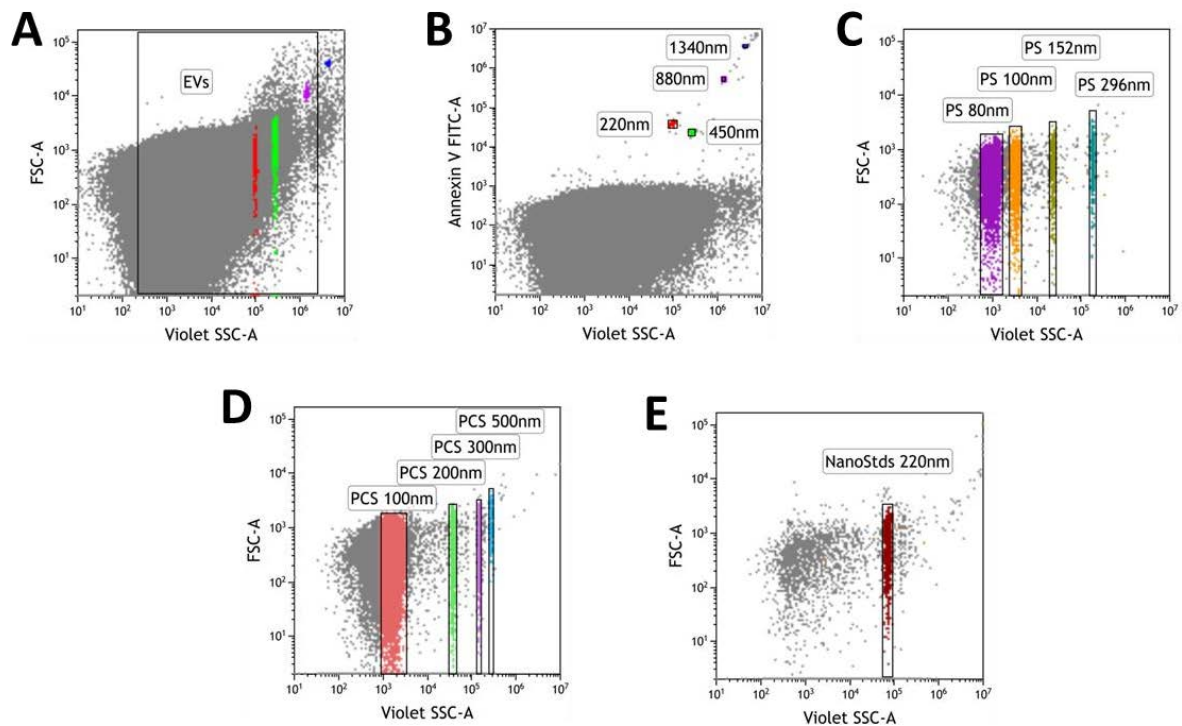 A
EVs
FSC-A
10⁵
10⁴
10³
10²
10¹
10¹ 10² 10³ 10⁴ 10⁵ 10⁶ 10⁷
Violet SSC-A
B
1340nm
880nm
220nm
450nm
Annexin V FITC-A
10⁷
10⁶
10⁵
10⁴
10³
10²
10¹
10¹ 10² 10³ 10⁴ 10⁵ 10⁶ 10⁷
Violet SSC-A
C
PS 152nm
PS 100nm
PS 296nm
PS 80nm
FSC-A
10⁵
10⁴
10³
10²
10¹
10¹ 10² 10³ 10⁴ 10⁵ 10⁶ 10⁷
Violet SSC-A
D
PCS 500nm
PCS 300nm
PCS 200nm
PCS 100nm
FSC-A
10⁵
10⁴
10³
10²
10¹
10¹ 10² 10³ 10⁴ 10⁵ 10⁶ 10⁷
Violet SSC-A
E
NanoStds 220nm
FSC-A
10⁵
10⁴
10³
10²
10¹
10¹ 10² 10³ 10⁴ 10⁵ 10⁶ 10⁷
Violet SSC-A